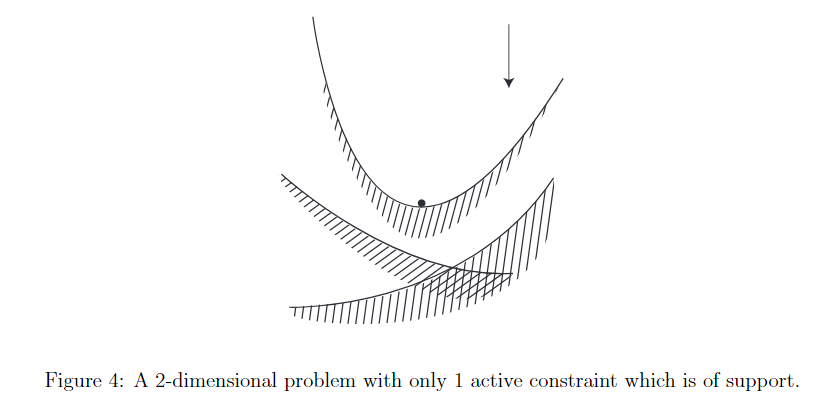 Figure 4: A 2-dimensional problem with only 1 active constraint which is of support.